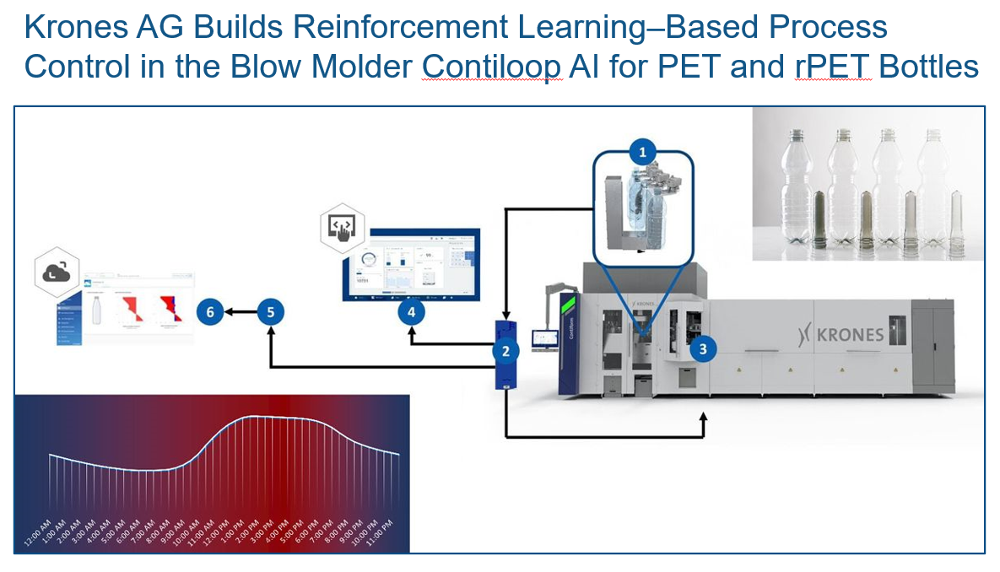 Krones AG Builds Reinforcement Learning–Based Process
Control in the Blow Molder Contiloop AI for PET and rPET Bottles
1
2
3
4
5
6
KRONES
KRONES
Contiform
12:00 AM
1:00 AM
2:00 AM
3:00 AM
4:00 AM
5:00 AM
6:00 AM
7:00 AM
8:00 AM
9:00 AM
10:00 AM
11:00 AM
12:00 PM
1:00 PM
2:00 PM
3:00 PM
4:00 PM
5:00 PM
6:00 PM
7:00 PM
8:00 PM
9:00 PM
10:00 PM
11:00 PM